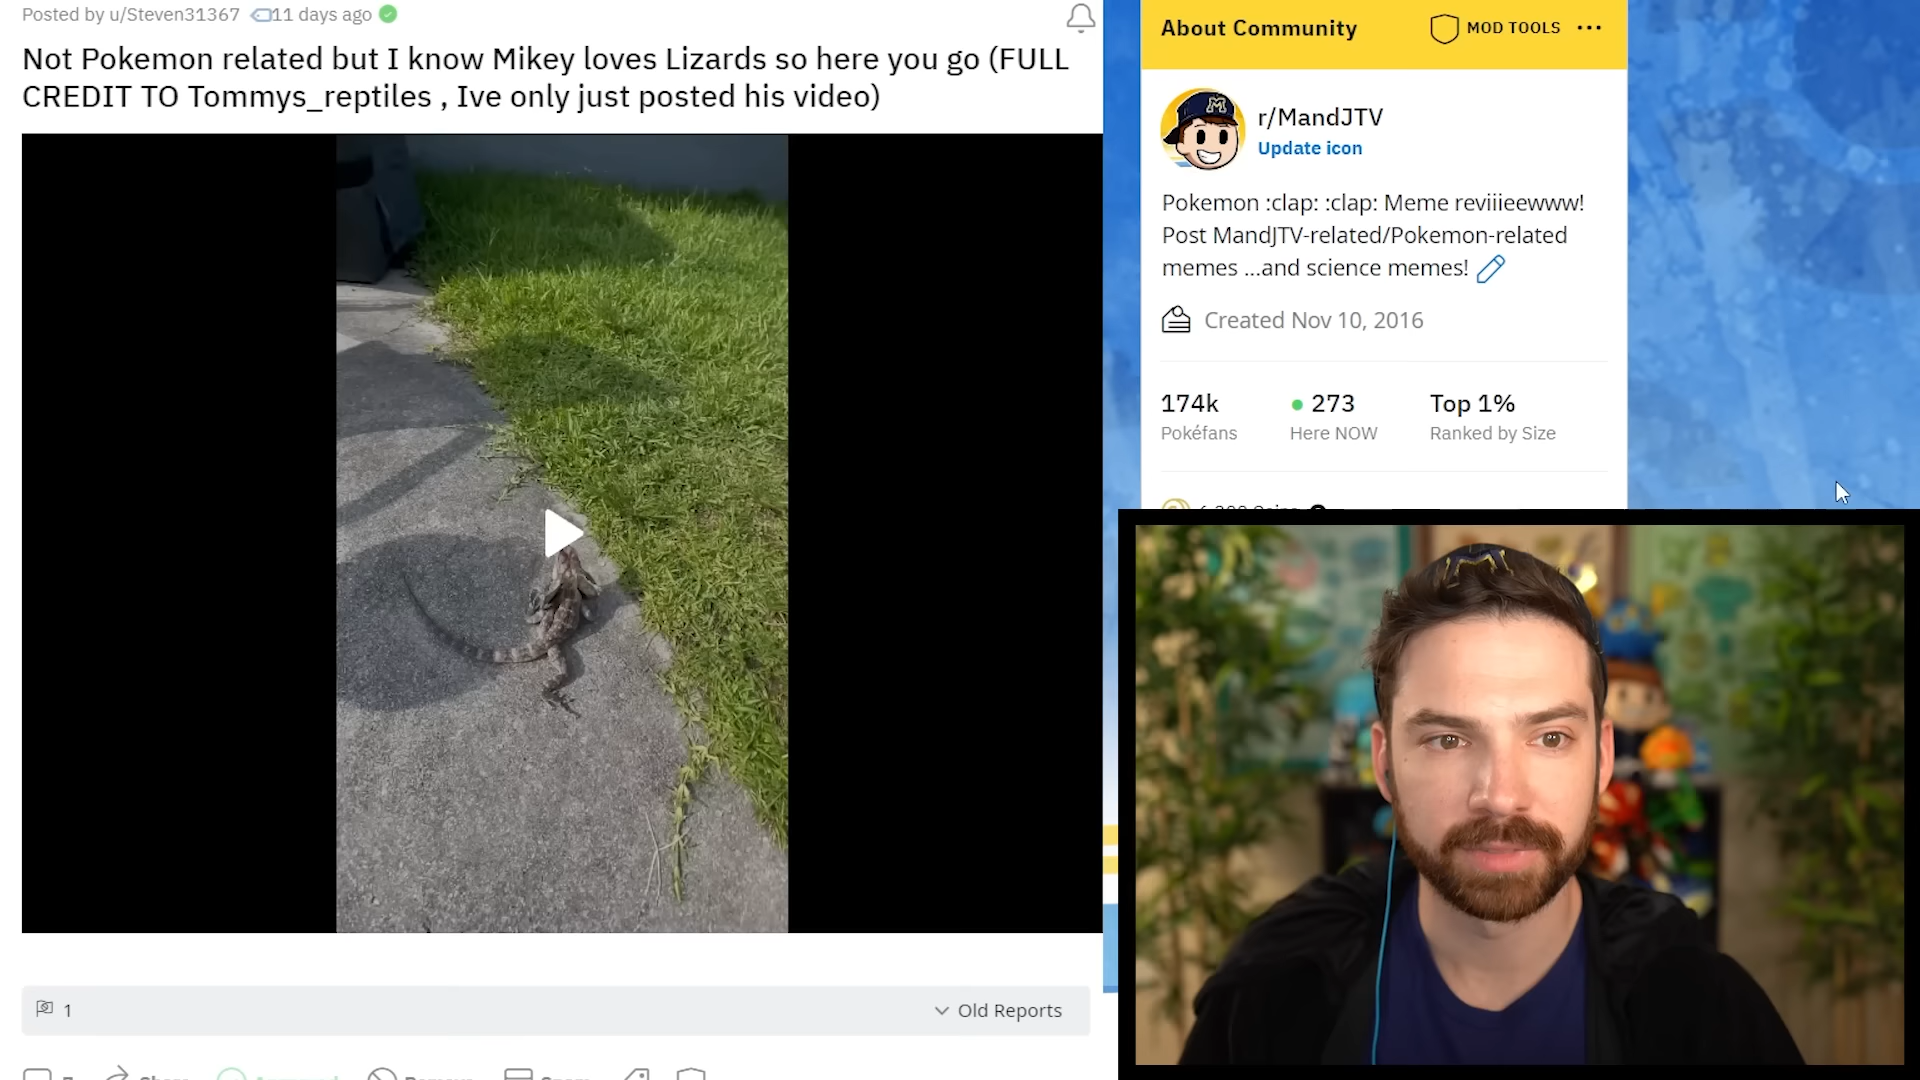 Posted by u/Steven31367 11 days ago
Not Pokemon related but I know Mikey loves Lizards so here you go (FULL
CREDIT TO Tommys_reptiles , Ive only just posted his video)
1
Old Reports
About Community
MOD TOOLS
M
r/MandJTV
Update icon
Pokemon :clap: :clap: Meme reviiieewww!
Post MandJTV-related/Pokemon-related
memes ...and science memes!
Created Nov 10, 2016
174k
273
Top 1%
Pokéfans
Here NOW
Ranked by Size